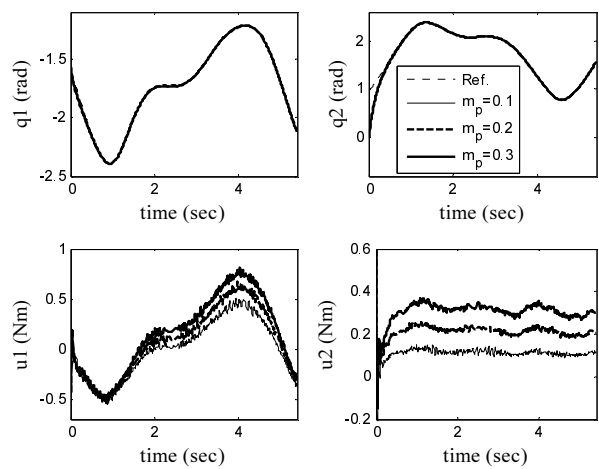 q1 (rad)
-1.5
-2
-2.5
0
2
4
time (sec)
q2 (rad)
2
1
0
0
2
4
time (sec)
Ref.
mp=0.1
mp=0.2
mp=0.3
u1 (Nm)
1
0.5
0
-0.5
0
2
4
time (sec)
u2 (Nm)
0.6
0.4
0.2
0
-0.2
0
2
4
time (sec)